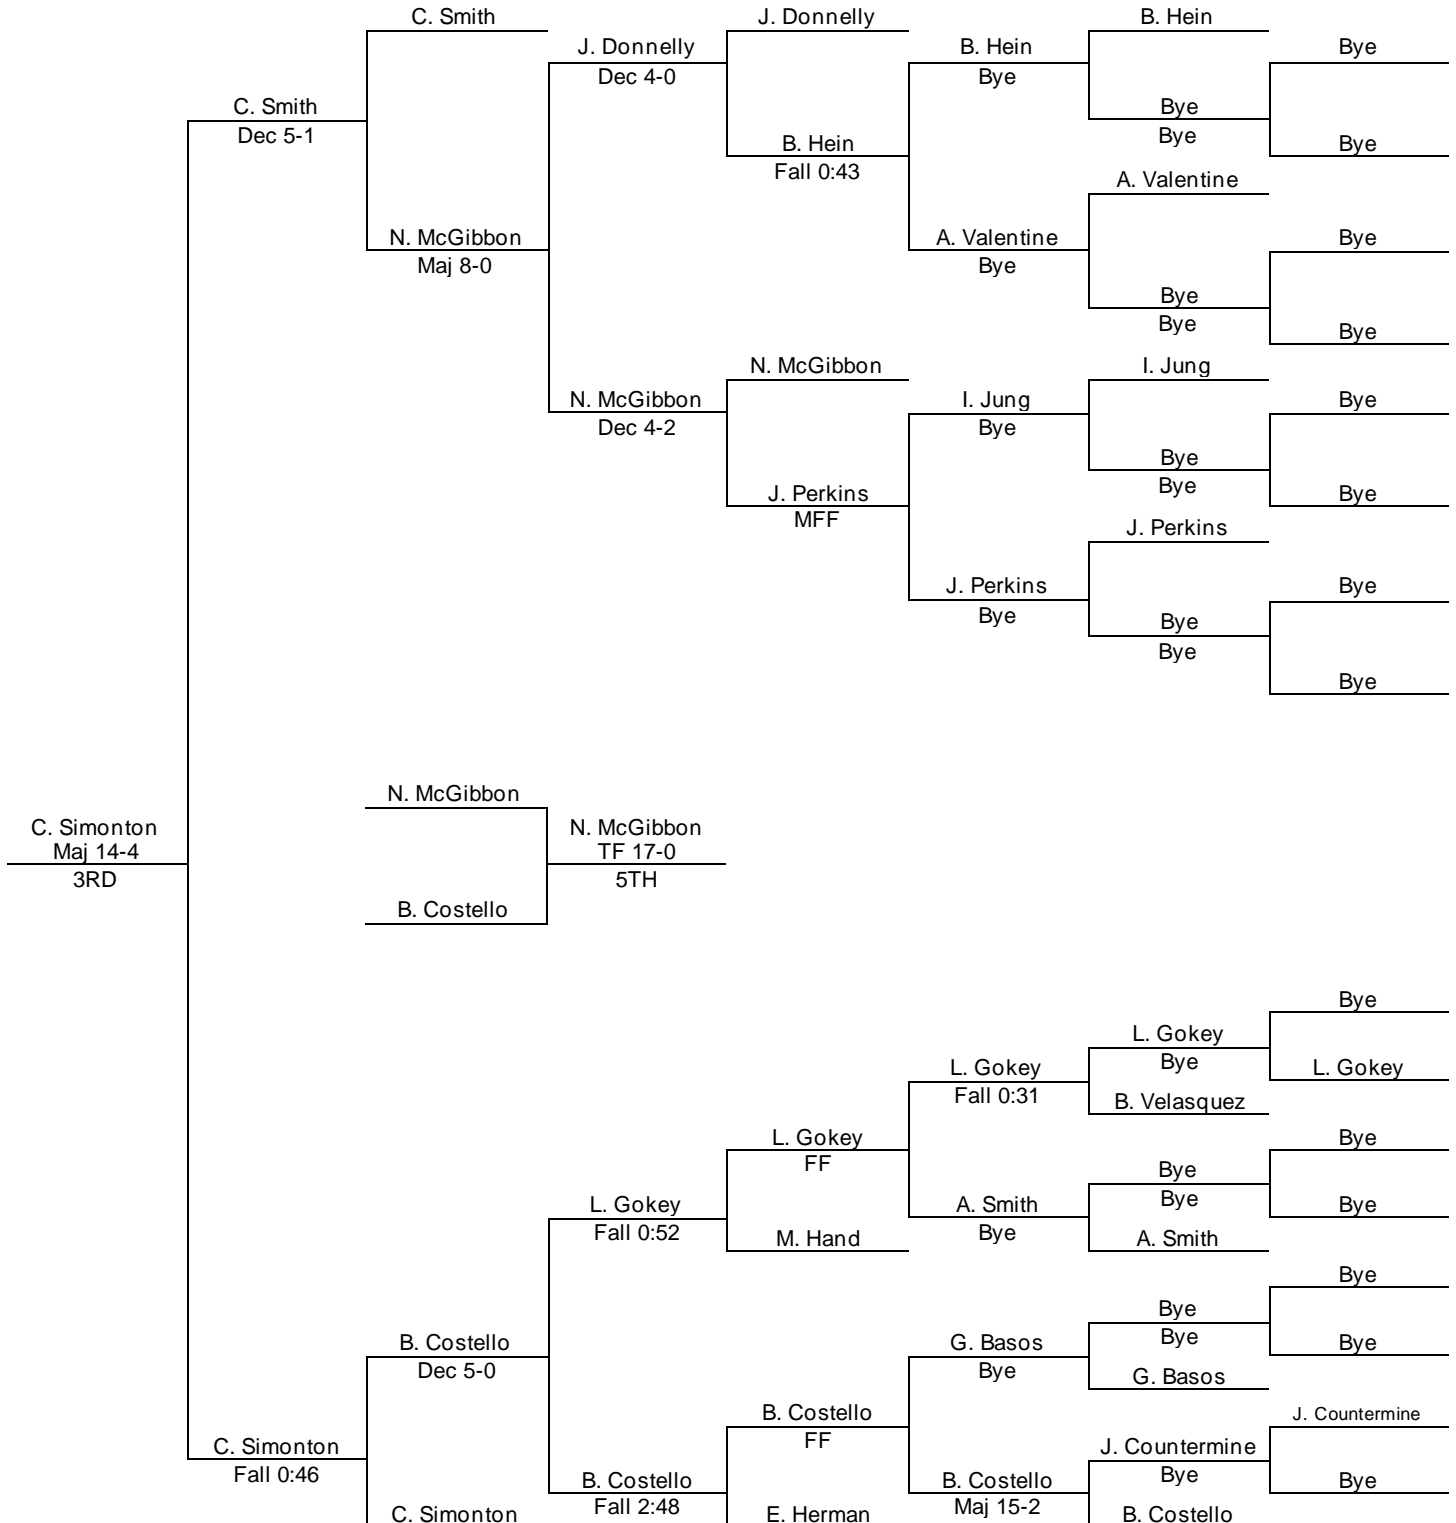 C. Smith
J. Donnelly
B. Hein
J. Donnelly
Dec 4-0
B. Hein
Bye
Bye
C. Smith
Dec 5-1
Bye
Bye
B. Hein
Fall 0:43
Bye
A. Valentine
N. McGibbon
Maj 8-0
A. Valentine
Bye
Bye
Bye
Bye
Bye
N. McGibbon
I. Jung
N. McGibbon
Dec 4-2
I. Jung
Bye
Bye
Bye
Bye
J. Perkins
MFF
Bye
J. Perkins
J. Perkins
Bye
Bye
Bye
Bye
Bye
N. McGibbon
C. Simonton
Maj 14-4
3RD
N. McGibbon
TF 17-0
5TH
B. Costello
Bye
L. Gokey
Bye
L. Gokey
Fall 0:31
L. Gokey
B. Velasquez
L. Gokey
FF
Bye
Bye
Bye
L. Gokey
Fall 0:52
A. Smith
Bye
Bye
M. Hand
A. Smith
Bye
Bye
Bye
B. Costello
Dec 5-0
G. Basos
Bye
Bye
G. Basos
B. Costello
FF
J. Countermine
C. Simonton
Fall 0:46
J. Countermine
Bye
B. Costello
Fall 2:48
B. Costello
Maj 15-2
Bye
C. Simonton
E. Herman
B. Costello